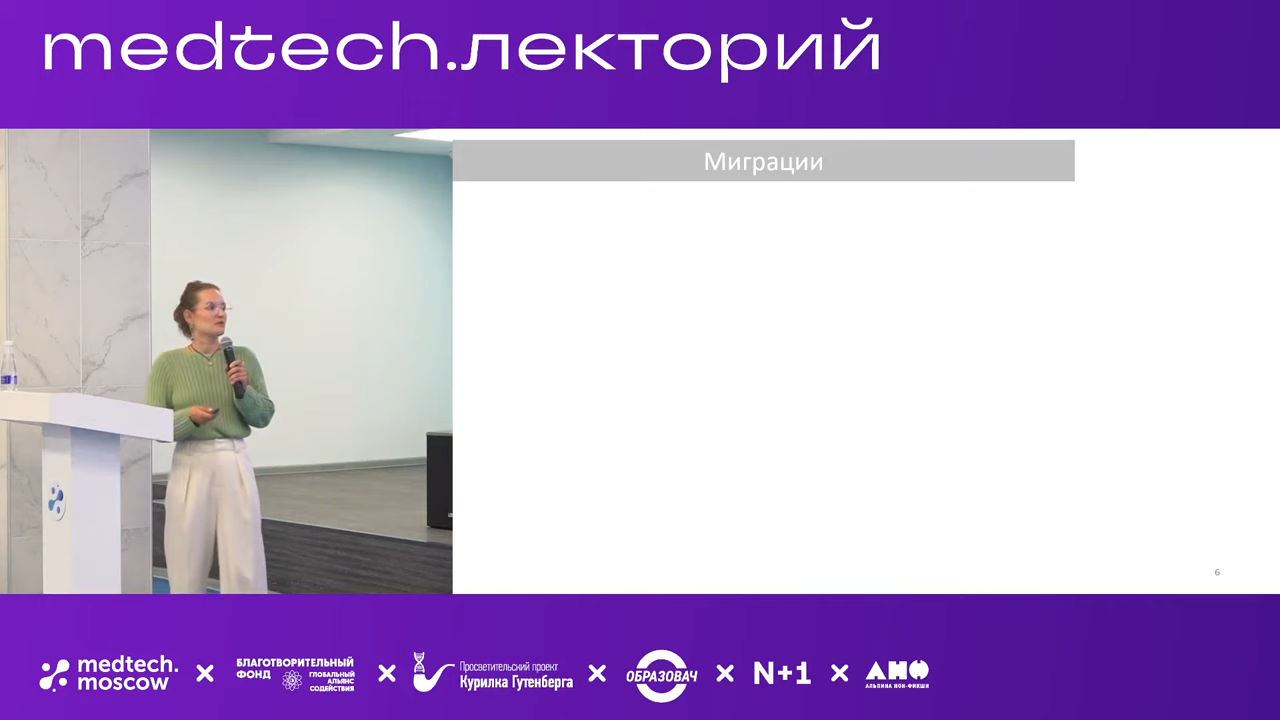 medtech.лекторий
Миграции
6
medtech.
moscow
БЛАГОТВОРИТЕЛЬНЫЙ
ФОНД
ГЛОБАЛЬНЫЙ
АЛЬЯНС
СОДЕЙСТВИЯ
Просветительский проект
Курилка Гутенберга
ОБРАЗОВАЧ
N+1
АНФ
АЛЬПИНА НОН-ФИКШН